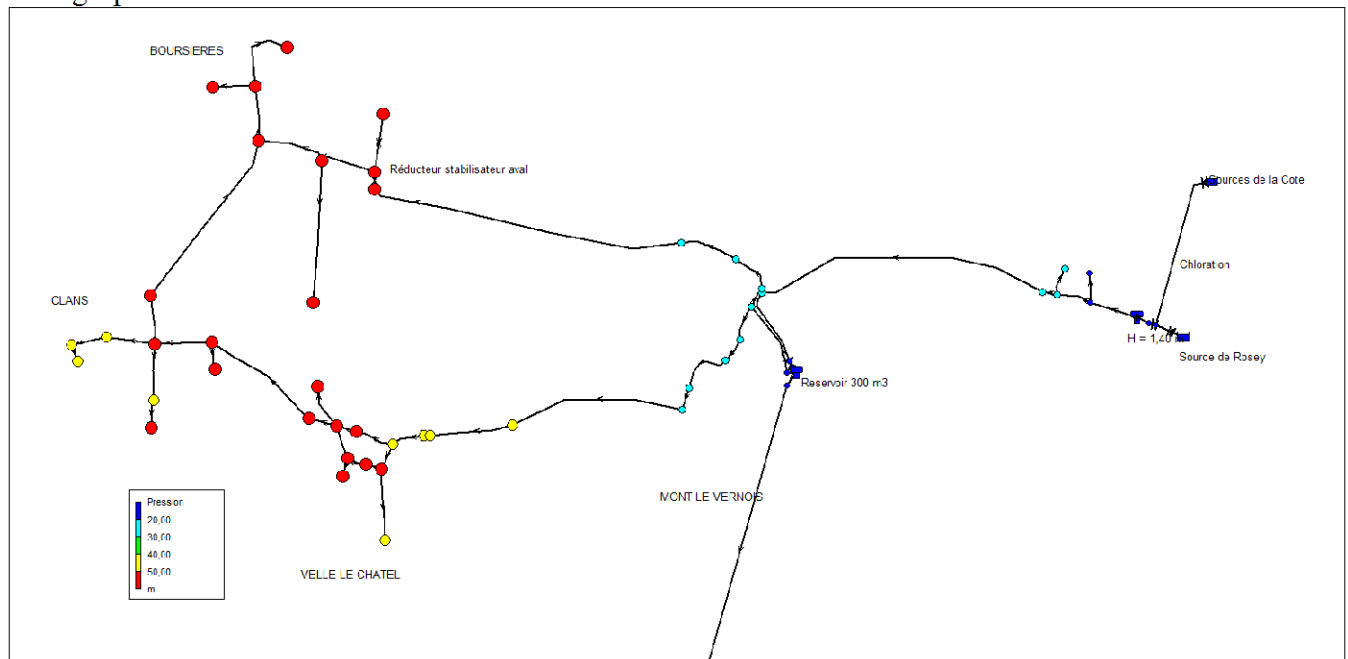 BOURSIERES
Réducteur stabilisateur aval
Sources de la Cote
Chloration
CLANS
H = 1,40 m
Source de Rosey
Reservoir 300 m3
MONT LE VERNOIS
Pression
20,00
30,00
40,00
50,00
m
VELLE LE CHATEL